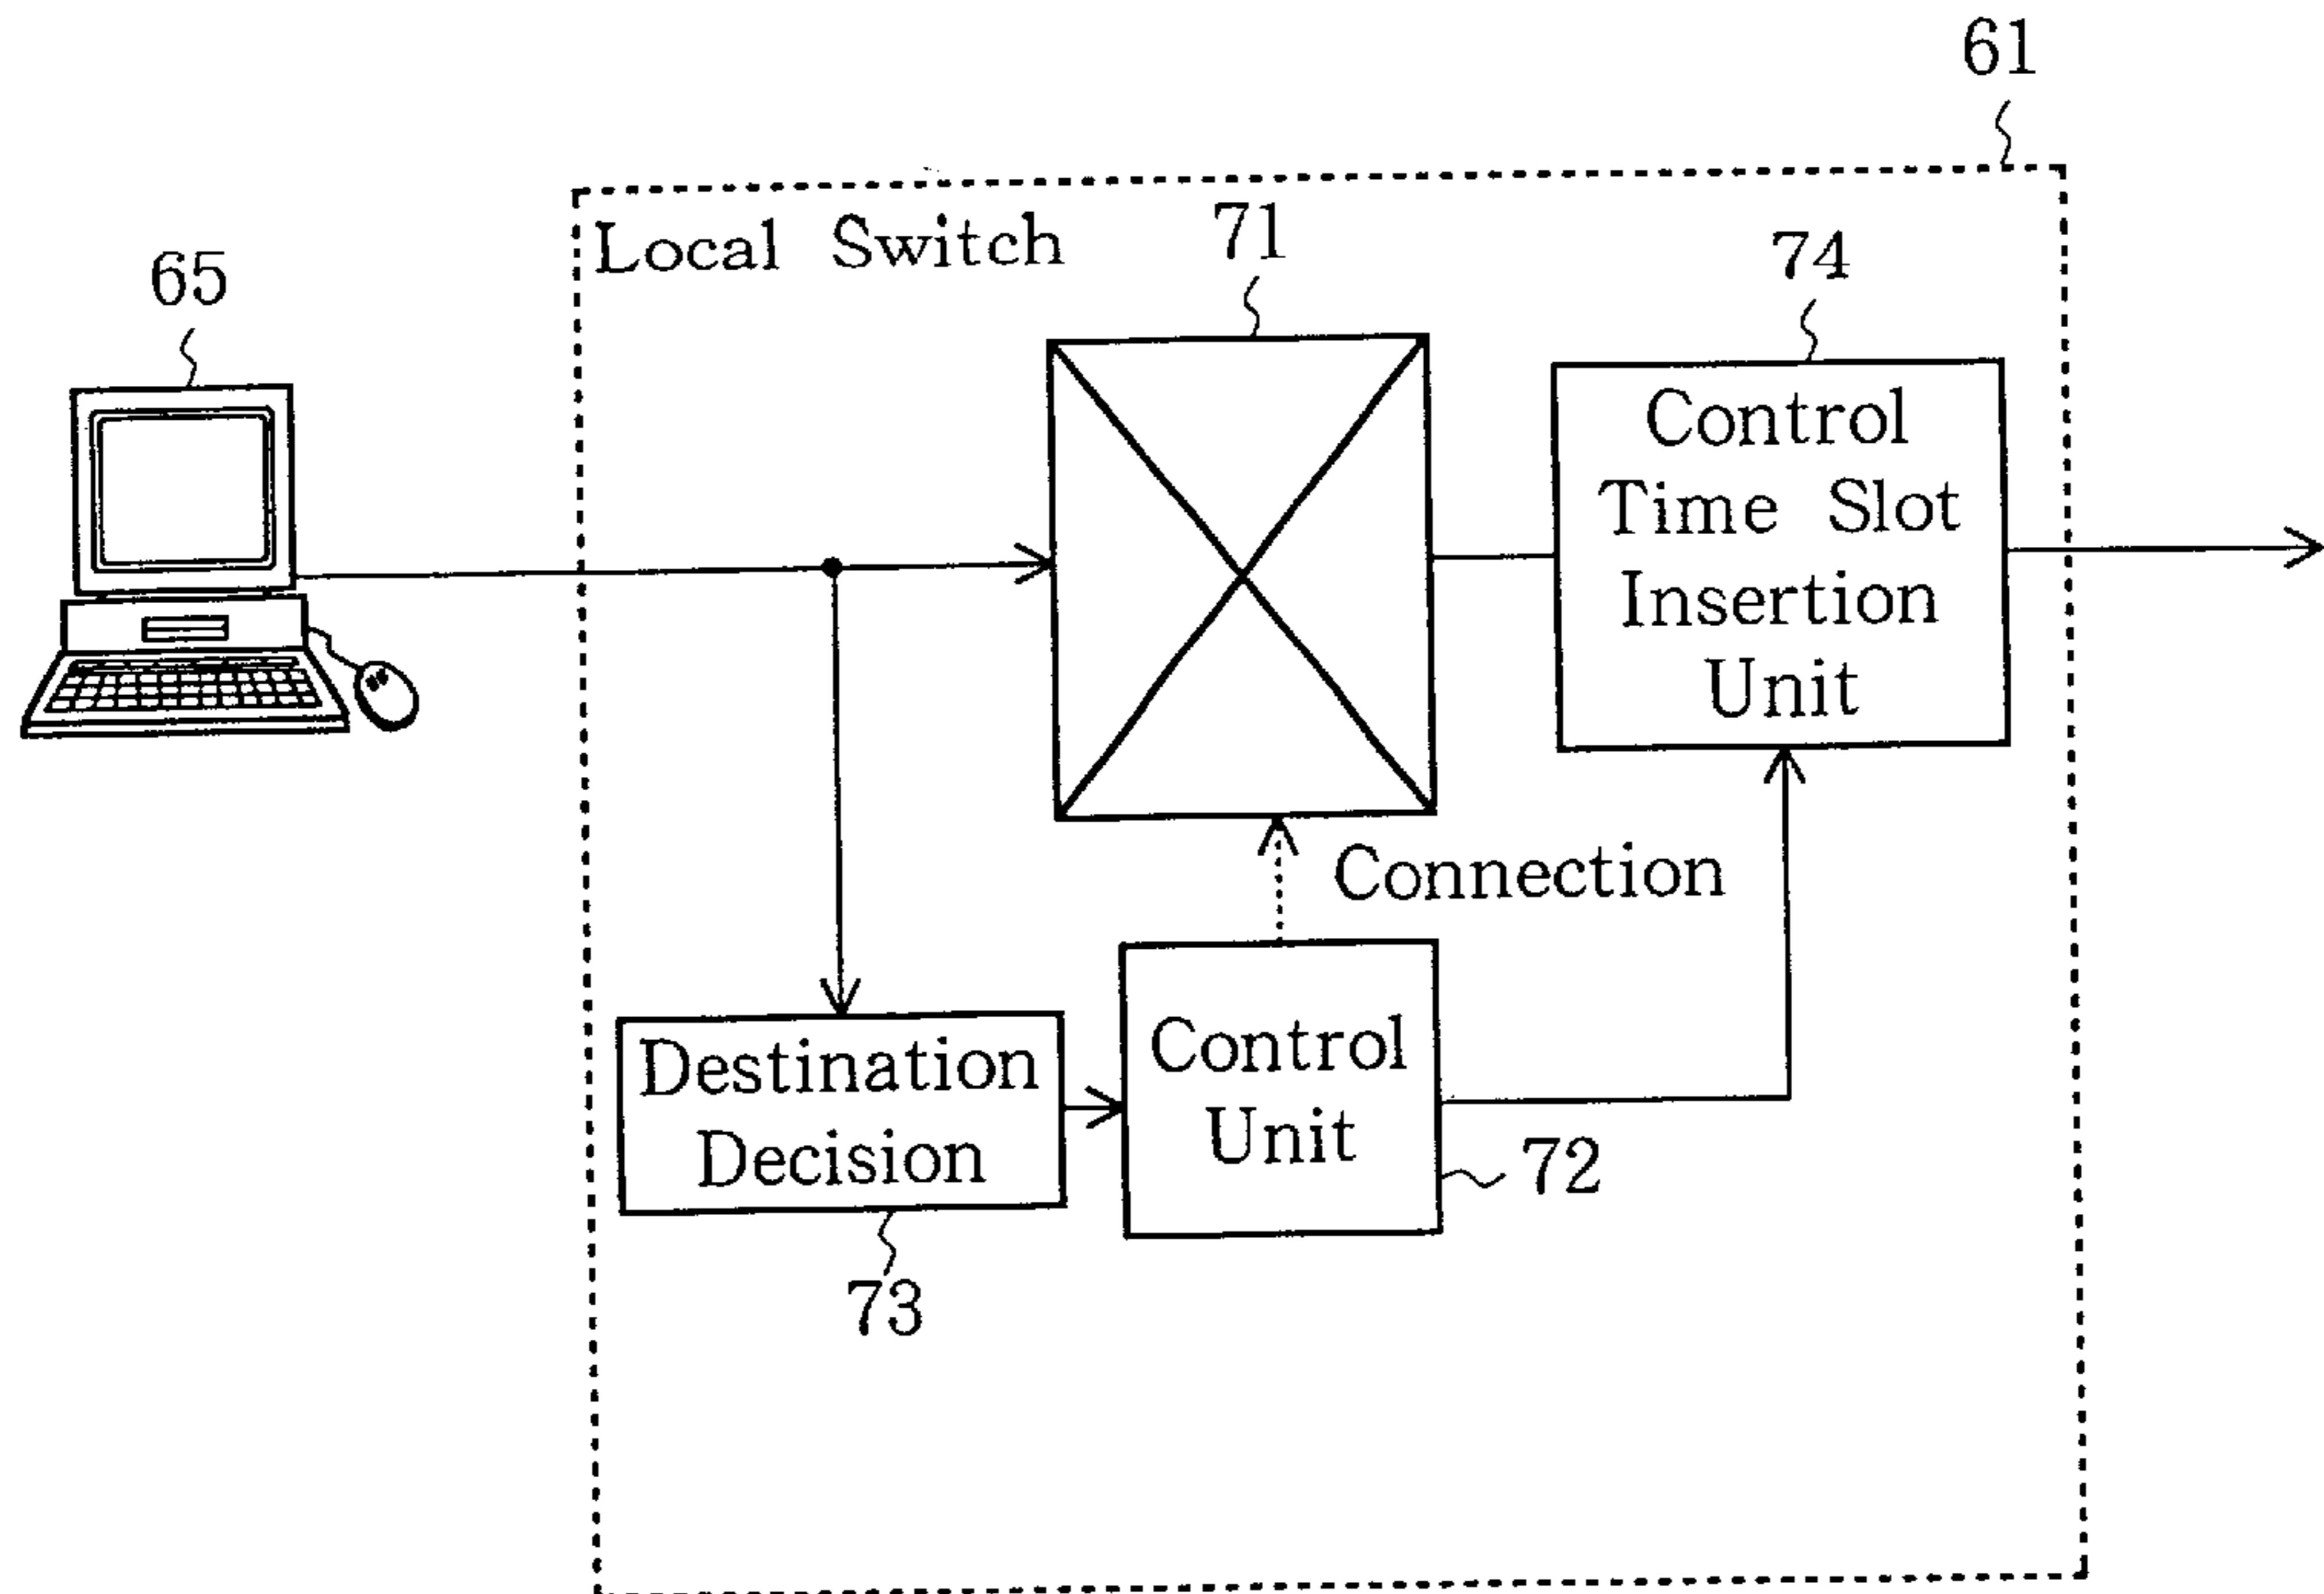 61
Local Switch
71
74
65
Control
Time Slot
Insertion
Unit
Connection
Destination
Decision
Control
Unit
72
73